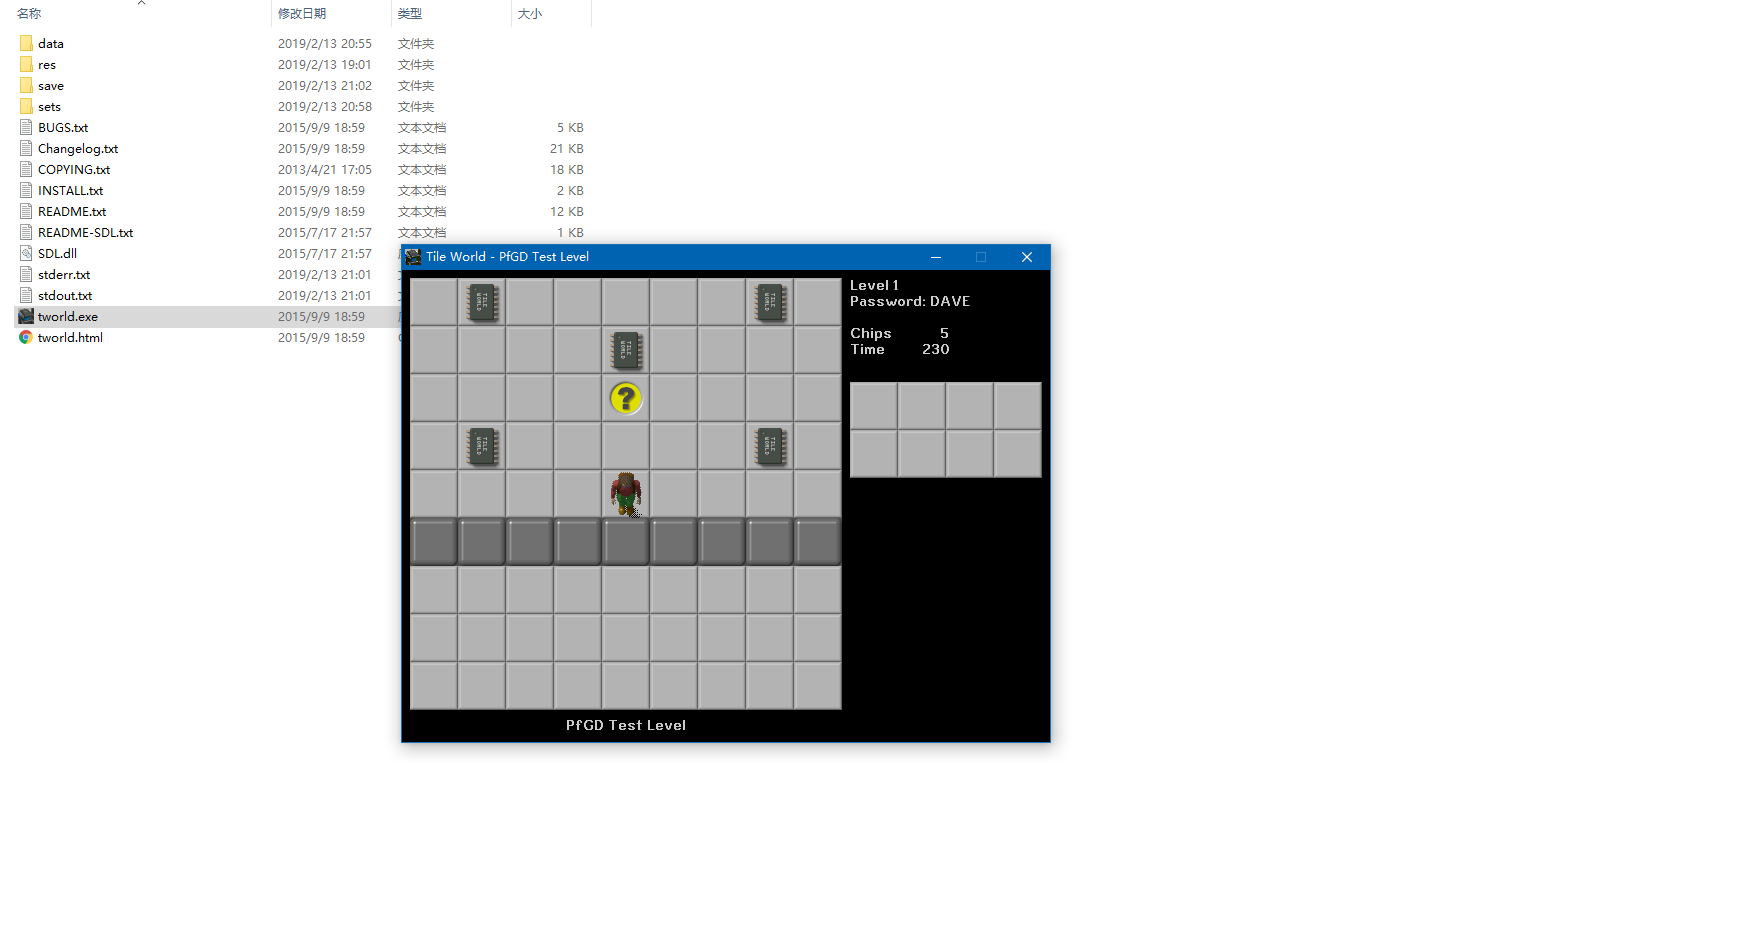 名称 修改日期 类型 大小
data 2019/2/13 20:55 文件夹
res 2019/2/13 19:01 文件夹
save 2019/2/13 21:02 文件夹
sets 2019/2/13 20:58 文件夹
BUGS.txt 2015/9/9 18:59 文本文档 5 KB
Changelog.txt 2015/9/9 18:59 文本文档 21 KB
COPYING.txt 2013/4/21 17:05 文本文档 18 KB
INSTALL.txt 2015/9/9 18:59 文本文档 2 KB
README.txt 2015/9/9 18:59 文本文档 12 KB
README-SDL.txt 2015/7/17 21:57 文本文档 1 KB
SDL.dll 2015/7/17 21:57
stderr.txt 2019/2/13 21:01
stdout.txt 2019/2/13 21:01
tworld.exe 2015/9/9 18:59
tworld.html 2015/9/9 18:59
Tile World - PfGD Test Level
TILE WORLD
TILE WORLD
TILE WORLD
?
TILE WORLD
TILE WORLD
Level 1
Password: DAVE
Chips 5
Time 230
PfGD Test Level